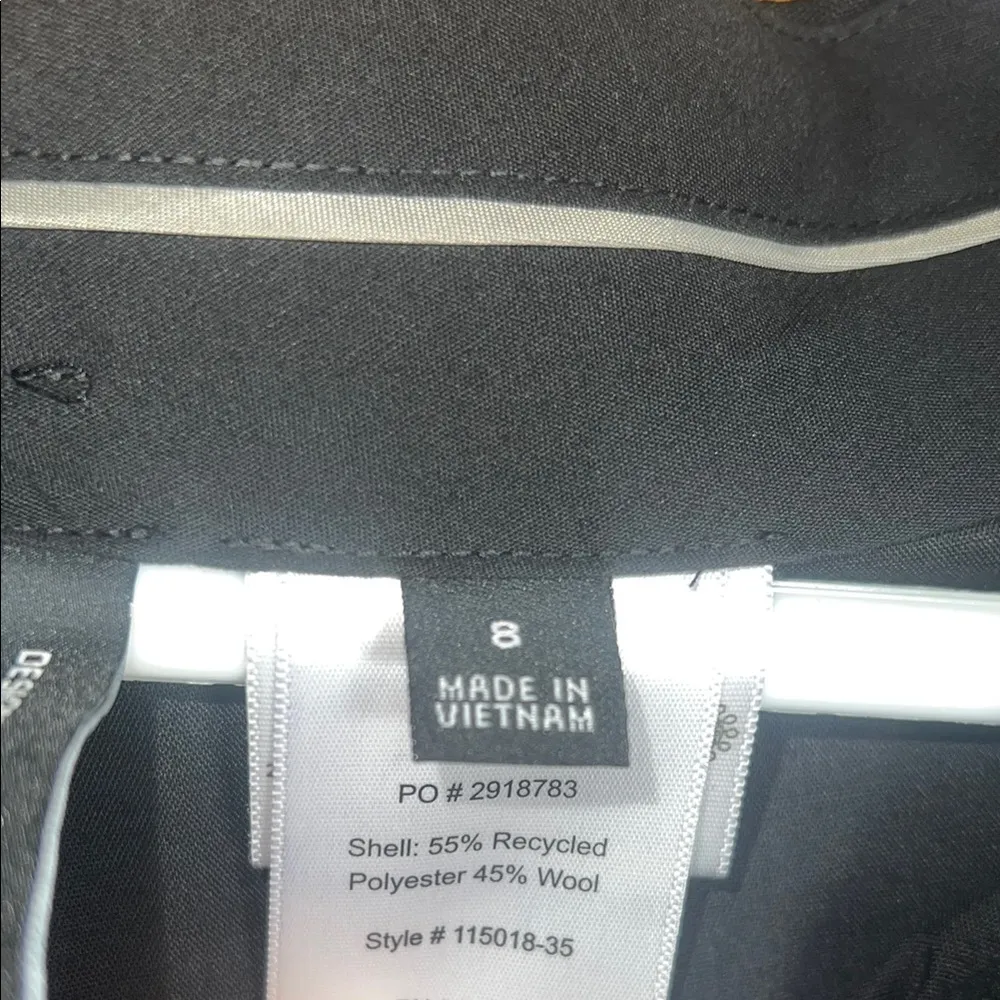 8
MADE IN
VIETNAM
PO # 2918783
Shell: 55% Recycled
Polyester 45% Wool
Style # 115018-35